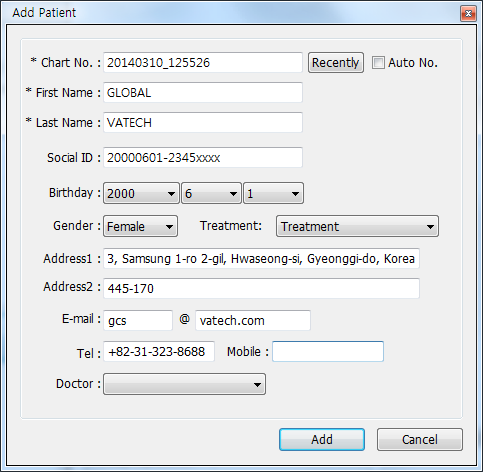 Add Patient
* Chart No. : 20140310_125526 Recently Auto No.
* First Name : GLOBAL
* Last Name : VATECH
Social ID : 20000601-2345xxxx
Birthday : 2000 6 1
Gender : Female Treatment: Treatment
Address1 : 3, Samsung 1-ro 2-gil, Hwaseong-si, Gyeonggi-do, Korea
Address2 : 445-170
E-mail : gcs @ vatech.com
Tel : +82-31-323-8688 Mobile :
Doctor :
Add Cancel